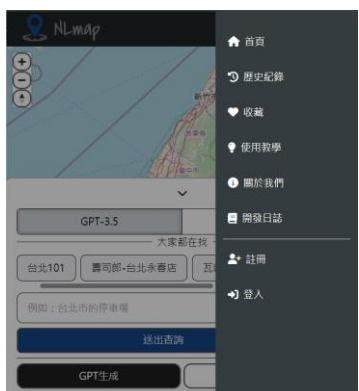 NLmap
首頁
歷史紀錄
收藏
使用教學
關於我們
開發日誌
註冊
登入
新竹
GPT-3.5
大家都在找
台北101
壽司郎-台北永春店
例如：台北市的停車場
送出查詢
GPT生成